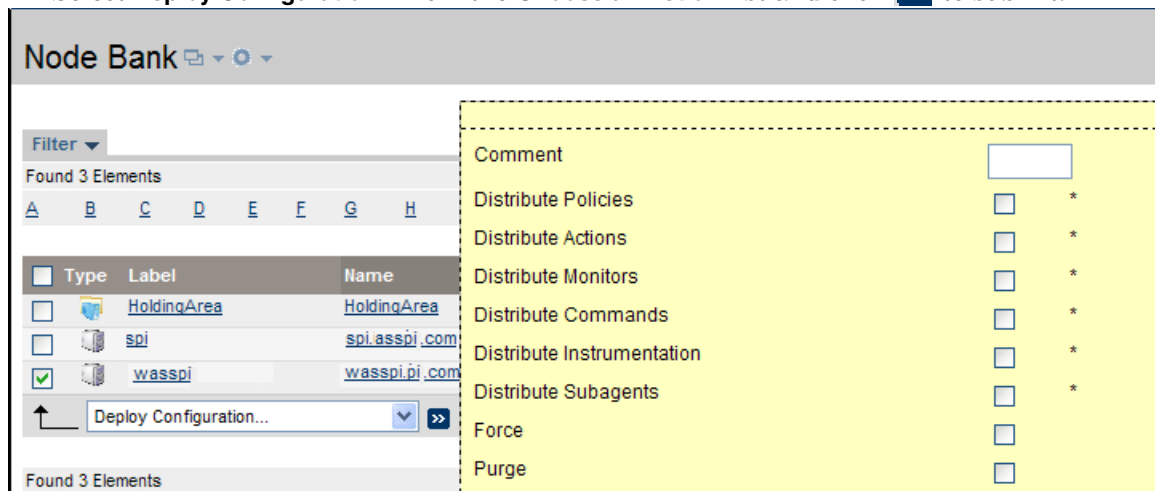 Node Bank
Filter
Found 3 Elements
A B C D E F G H
Type Label Name
HoldingArea HoldingArea
spi spi.asspi.com
wasspi wasspi.pi.com
Deploy Configuration...
Found 3 Elements
Comment
Distribute Policies *
Distribute Actions *
Distribute Monitors *
Distribute Commands *
Distribute Instrumentation *
Distribute Subagents *
Force
Purge